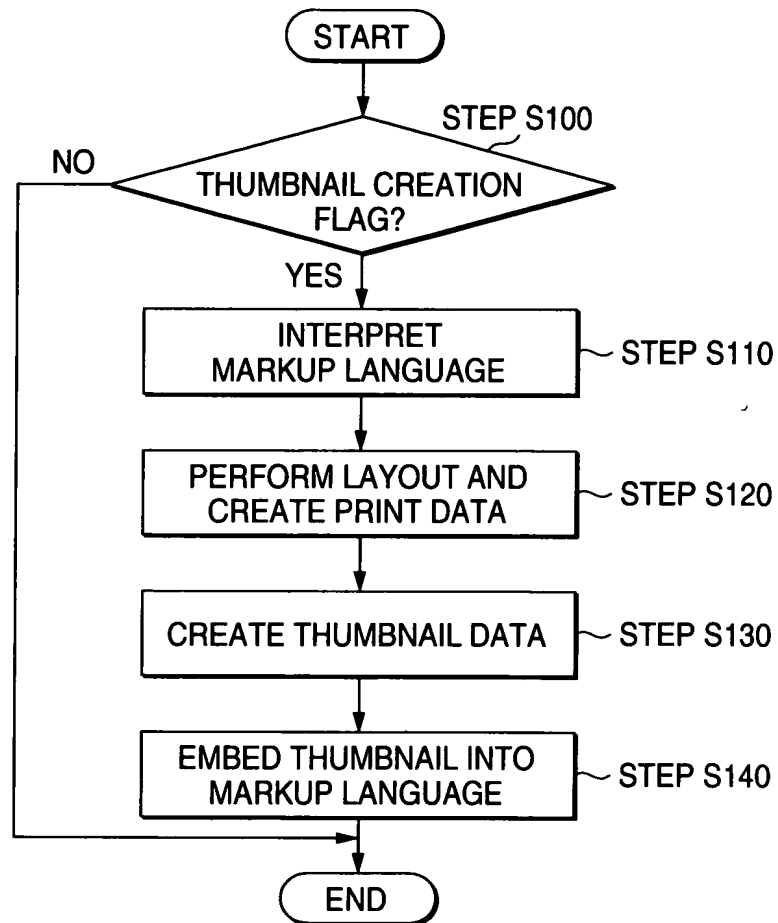 START
STEP S100
NO
THUMBNAIL CREATION
FLAG?
YES
INTERPRET
MARKUP LANGUAGE
STEP S110
PERFORM LAYOUT AND
CREATE PRINT DATA
STEP S120
CREATE THUMBNAIL DATA
STEP S130
EMBED THUMBNAIL INTO
MARKUP LANGUAGE
STEP S140
END